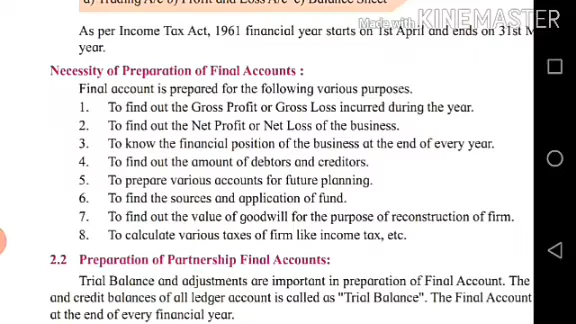 a) Trading A/c b) Profit and Loss A/c c) Balance Sheet
Made with KINEMASTER
As per Income Tax Act, 1961 financial year starts on 1st April and ends on 31st M
year.
Necessity of Preparation of Final Accounts :
Final account is prepared for the following various purposes.
1. To find out the Gross Profit or Gross Loss incurred during the year.
2. To find out the Net Profit or Net Loss of the business.
3. To know the financial position of the business at the end of every year.
4. To find out the amount of debtors and creditors.
5. To prepare various accounts for future planning.
6. To find the sources and application of fund.
7. To find out the value of goodwill for the purpose of reconstruction of firm.
8. To calculate various taxes of firm like income tax, etc.
2.2 Preparation of Partnership Final Accounts:
Trial Balance and adjustments are important in preparation of Final Account. The
and credit balances of all ledger account is called as "Trial Balance". The Final Account
at the end of every financial year.